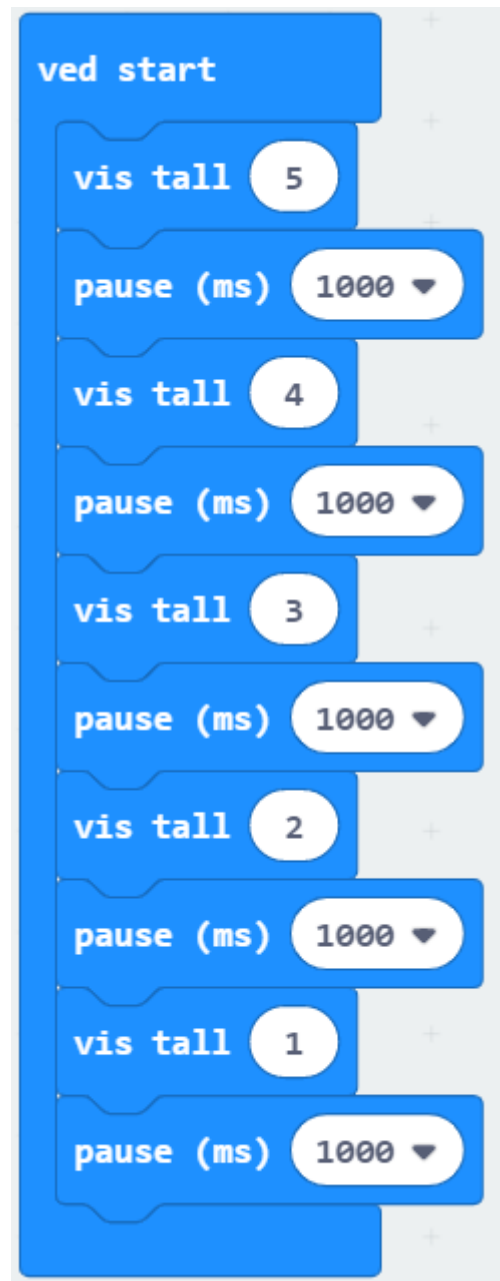 ved start
vis tall 5
pause (ms) 1000
vis tall 4
pause (ms) 1000
vis tall 3
pause (ms) 1000
vis tall 2
pause (ms) 1000
vis tall 1
pause (ms) 1000